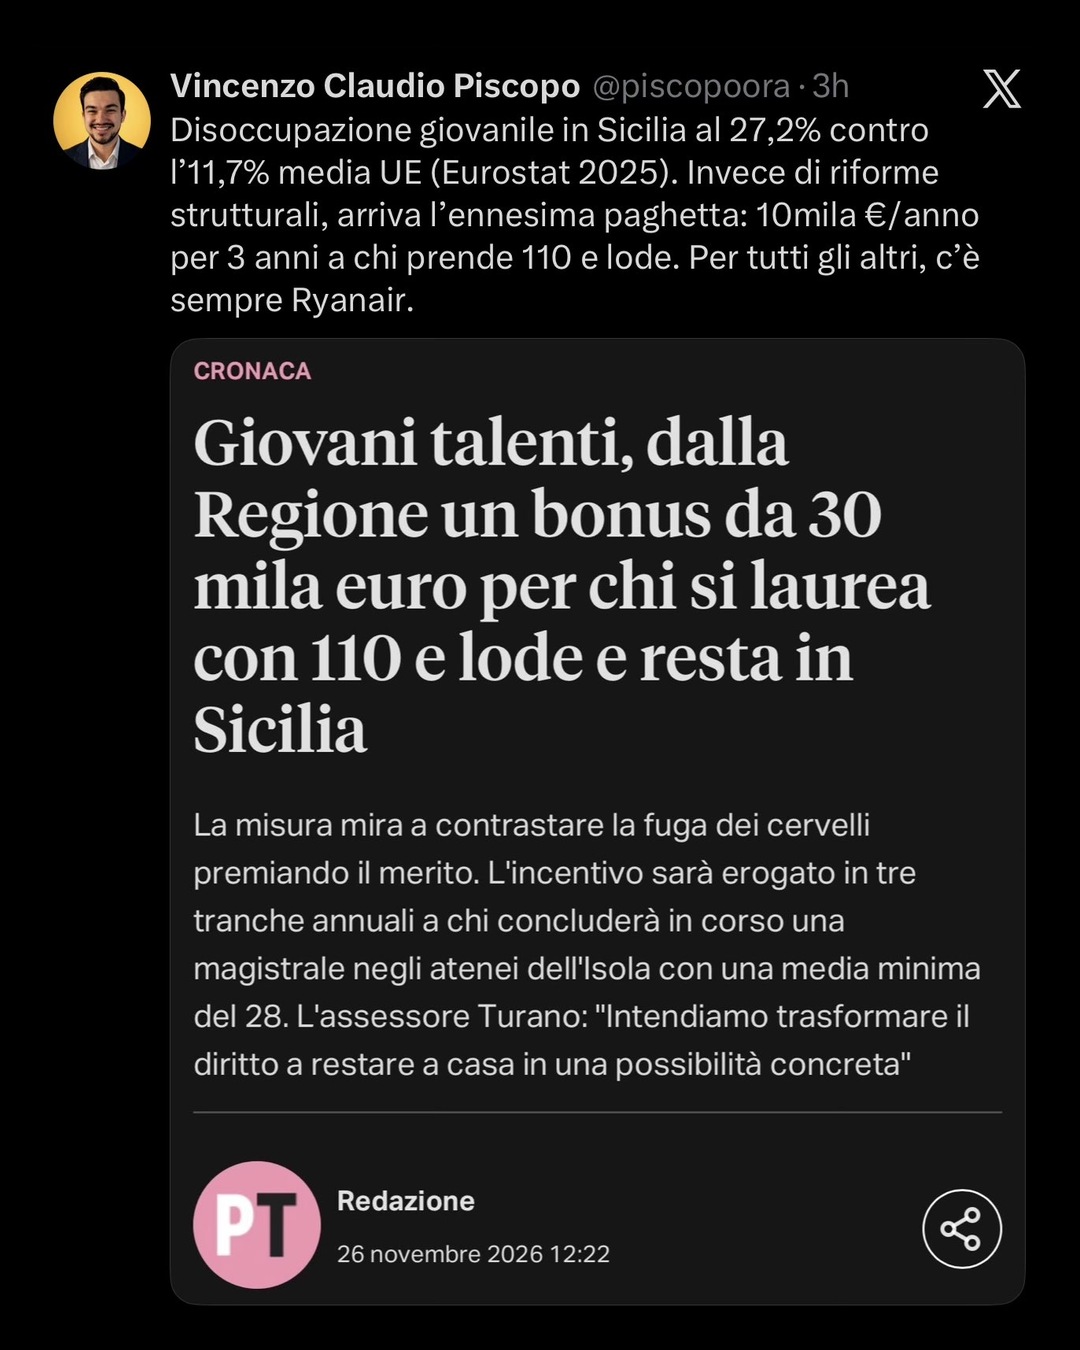 Vincenzo Claudio Piscopo @piscopoora · 3h
Disoccupazione giovanile in Sicilia al 27,2% contro
l’11,7% media UE (Eurostat 2025). Invece di riforme
strutturali, arriva l’ennesima paghetta: 10mila €/anno
per 3 anni a chi prende 110 e lode. Per tutti gli altri, c’è
sempre Ryanair.
CRONACA
Giovani talenti, dalla
Regione un bonus da 30
mila euro per chi si laurea
con 110 e lode e resta in
Sicilia
La misura mira a contrastare la fuga dei cervelli
premiando il merito. L'incentivo sarà erogato in tre
tranche annuali a chi concluderà in corso una
magistrale negli atenei dell'Isola con una media minima
del 28. L'assessore Turano: "Intendiamo trasformare il
diritto a restare a casa in una possibilità concreta"
PT
Redazione
26 novembre 2026 12:22